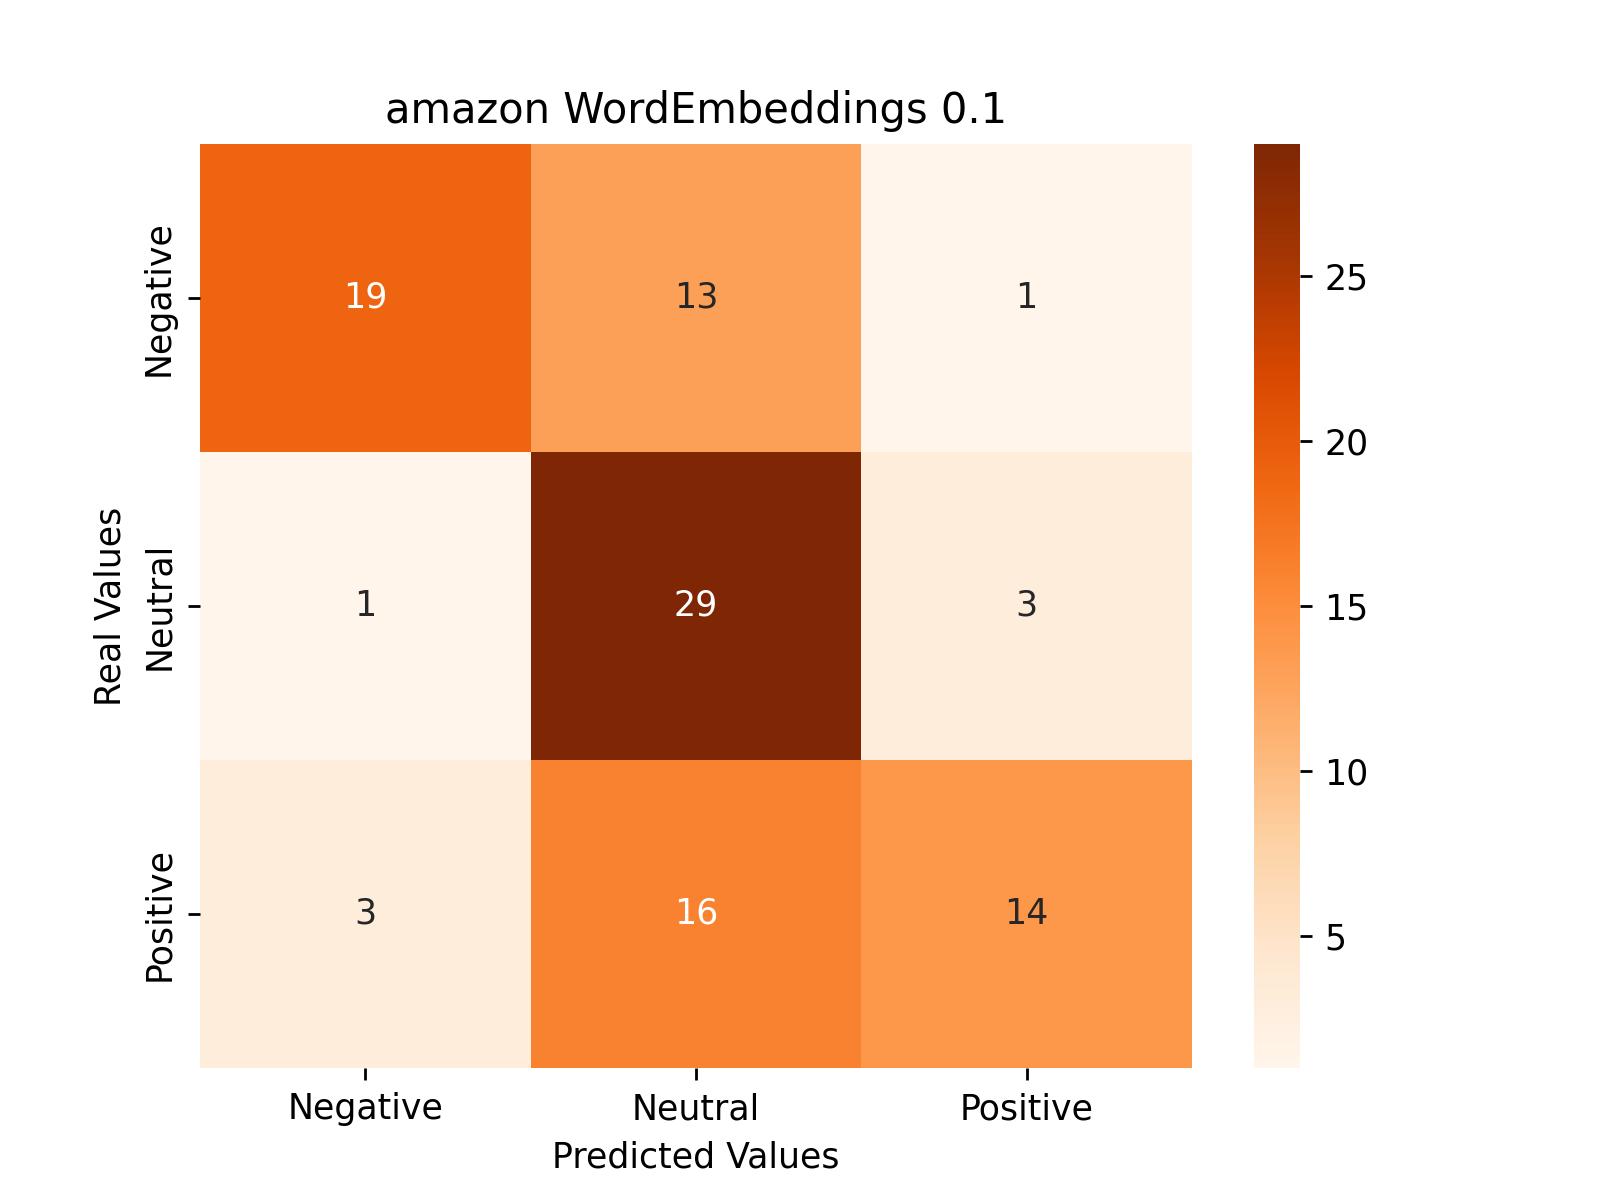 amazon WordEmbeddings 0.1
Real Values
Negative
19
13
1
Neutral
1
29
3
Positive
3
16
14
Negative
Neutral
Positive
Predicted Values
25
20
15
10
5